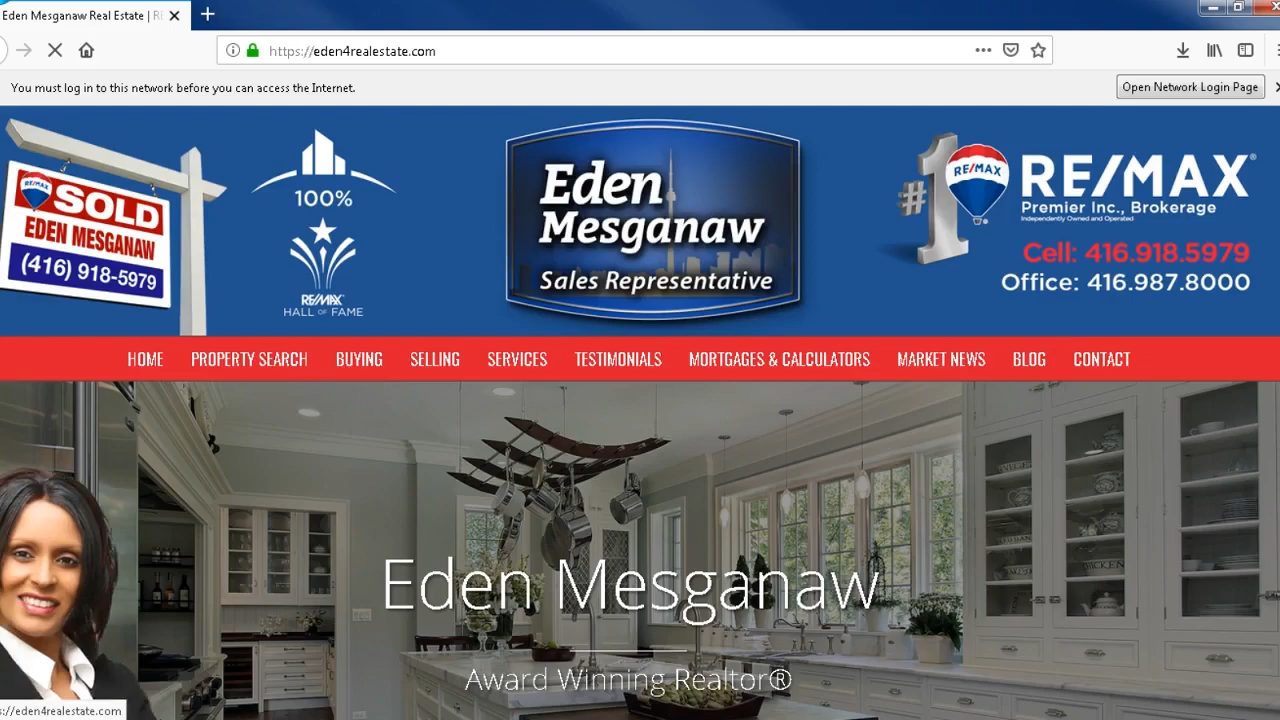 Eden Mesganaw Real Estate | RE
https://eden4realestate.com
You must log in to this network before you can access the Internet.
Open Network Login Page
RE/MAX
SOLD
EDEN MESGANAW
(416) 918-5979
100%
RE/MAX
HALL OF FAME
Eden
Mesganaw
Sales Representative
#1
RE/MAX
RE/MAX®
Premier Inc., Brokerage
Independently Owned and Operated
Cell: 416.918.5979
Office: 416.987.8000
HOME PROPERTY SEARCH BUYING SELLING SERVICES TESTIMONIALS MORTGAGES & CALCULATORS MARKET NEWS BLOG CONTACT
Eden Mesganaw
Award Winning Realtor®
s://eden4realestate.com